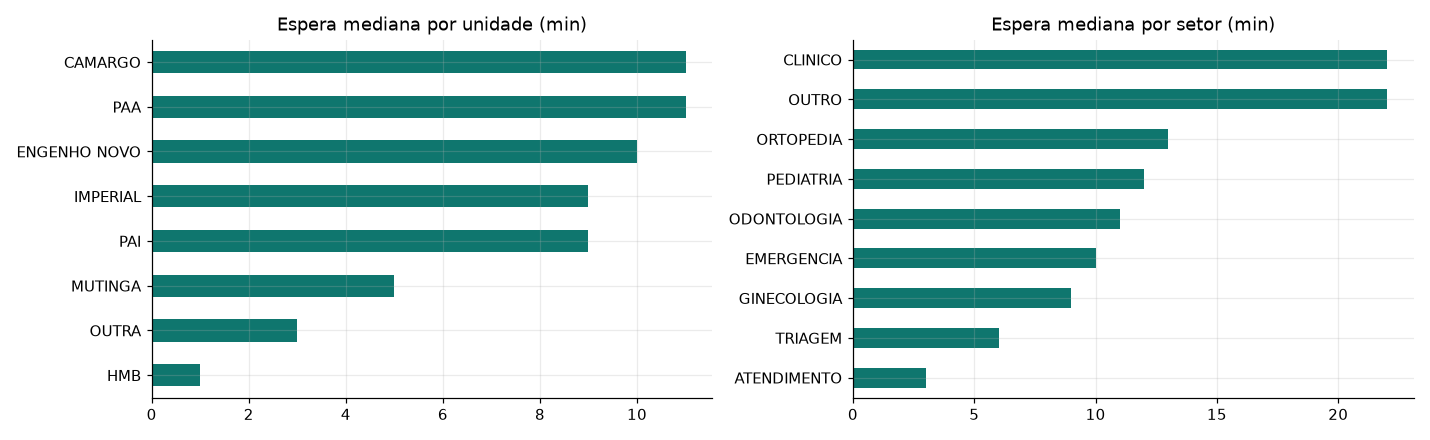 Espera mediana por unidade (min)
CAMARGO
PAA
ENGENHO NOVO
IMPERIAL
PAI
MUTINGA
OUTRA
HMB
0 2 4 6 8 10
Espera mediana por setor (min)
CLINICO
OUTRO
ORTOPEDIA
PEDIATRIA
ODONTOLOGIA
EMERGENCIA
GINECOLOGIA
TRIAGEM
ATENDIMENTO
0 5 10 15 20